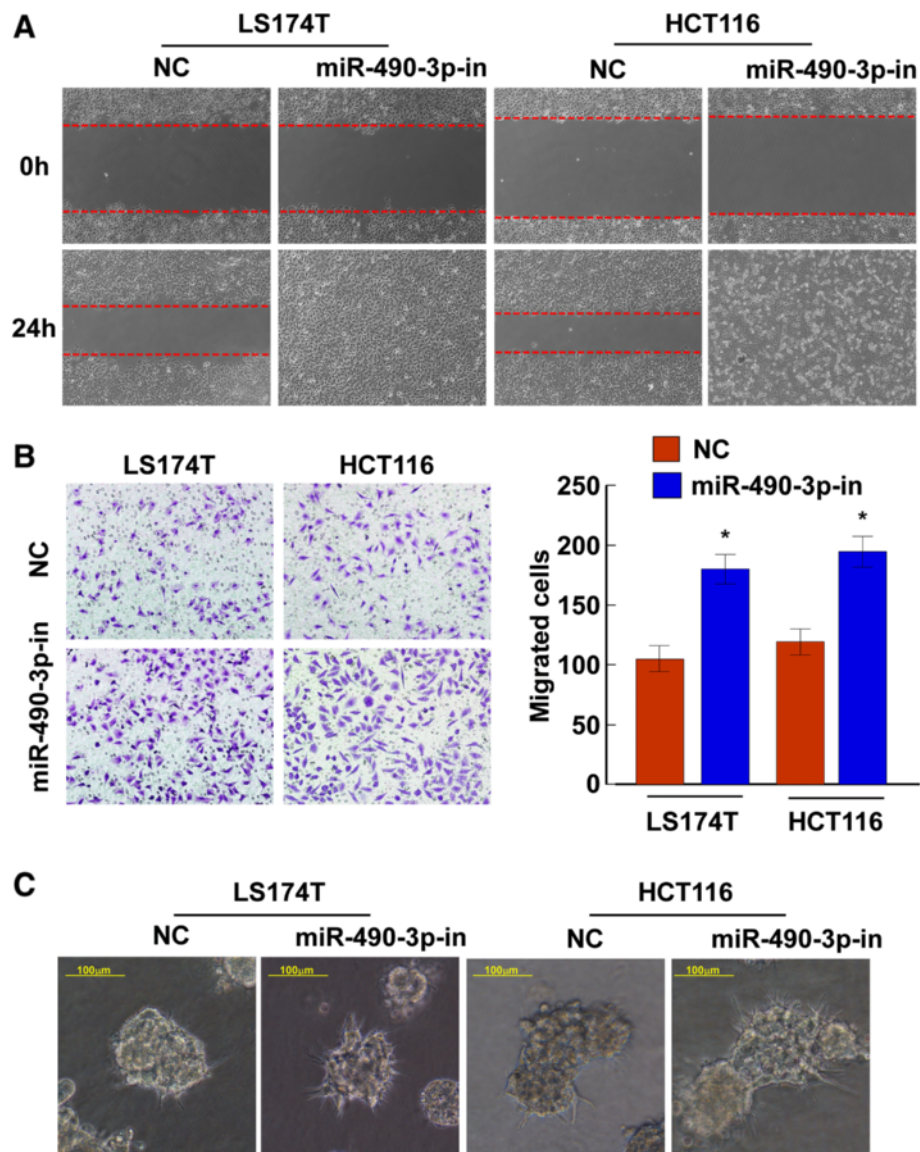 A
LS174T HCT116
NC miR-490-3p-in NC miR-490-3p-in
0h
24h
B
LS174T HCT116
NC
miR-490-3p-in
NC
miR-490-3p-in
Migrated cells
250
200
150
100
50
0
* *
LS174T HCT116
C
LS174T HCT116
NC miR-490-3p-in NC miR-490-3p-in
100μm 100μm 100μm 100μm